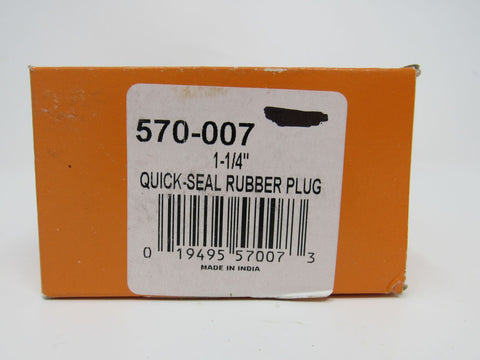 570-007
1-1/4"
QUICK-SEAL RUBBER PLUG
0 19495 57007 3
MADE IN INDIA